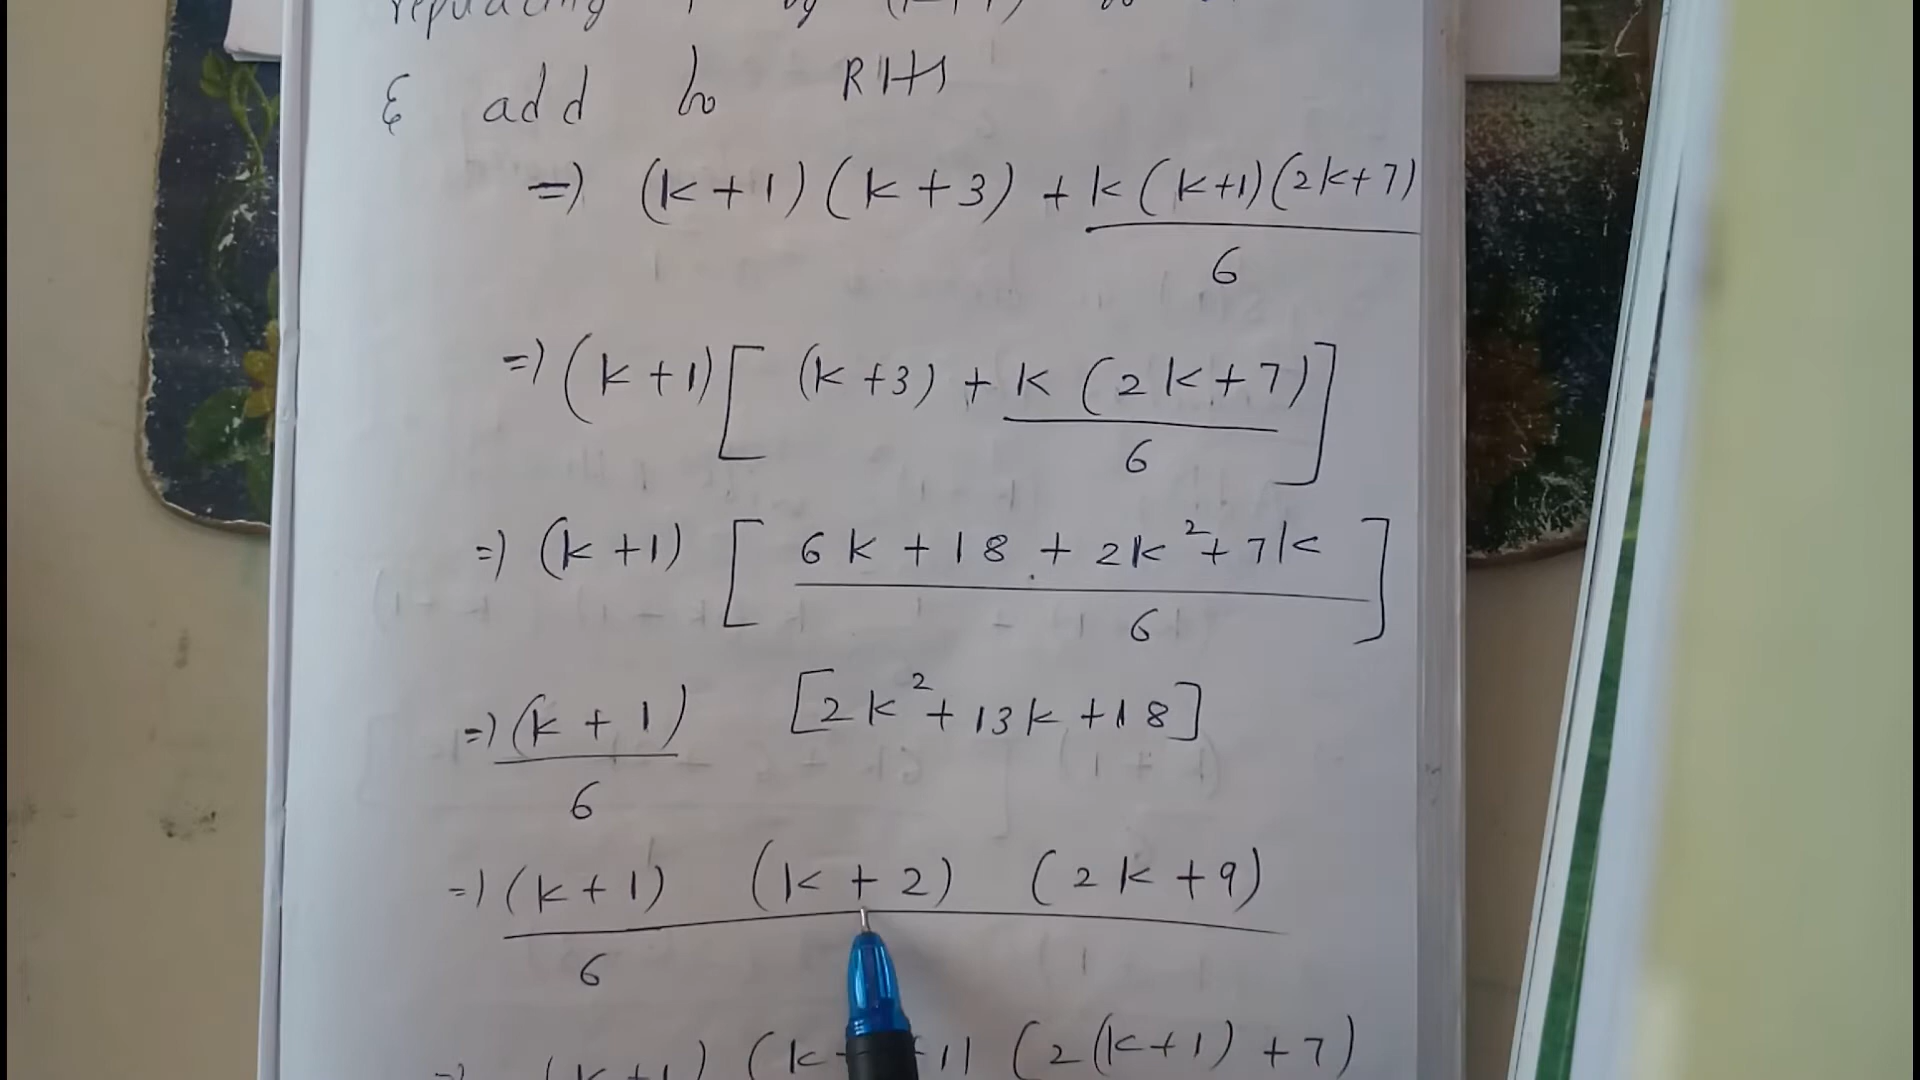 & add to RHS
=) (k+1)(k+3) + k(k+1)(2k+7)
6
=) (k+1)[ (k+3) + k(2k+7)]
6
=) (k+1) [ 6k+18 + 2k²+7k ]
6
=) (k+1) [2k²+13k+18]
6
=) (k+1) (k+2) (2k+9)
6
=) (k+1) (2(k+1)+7)